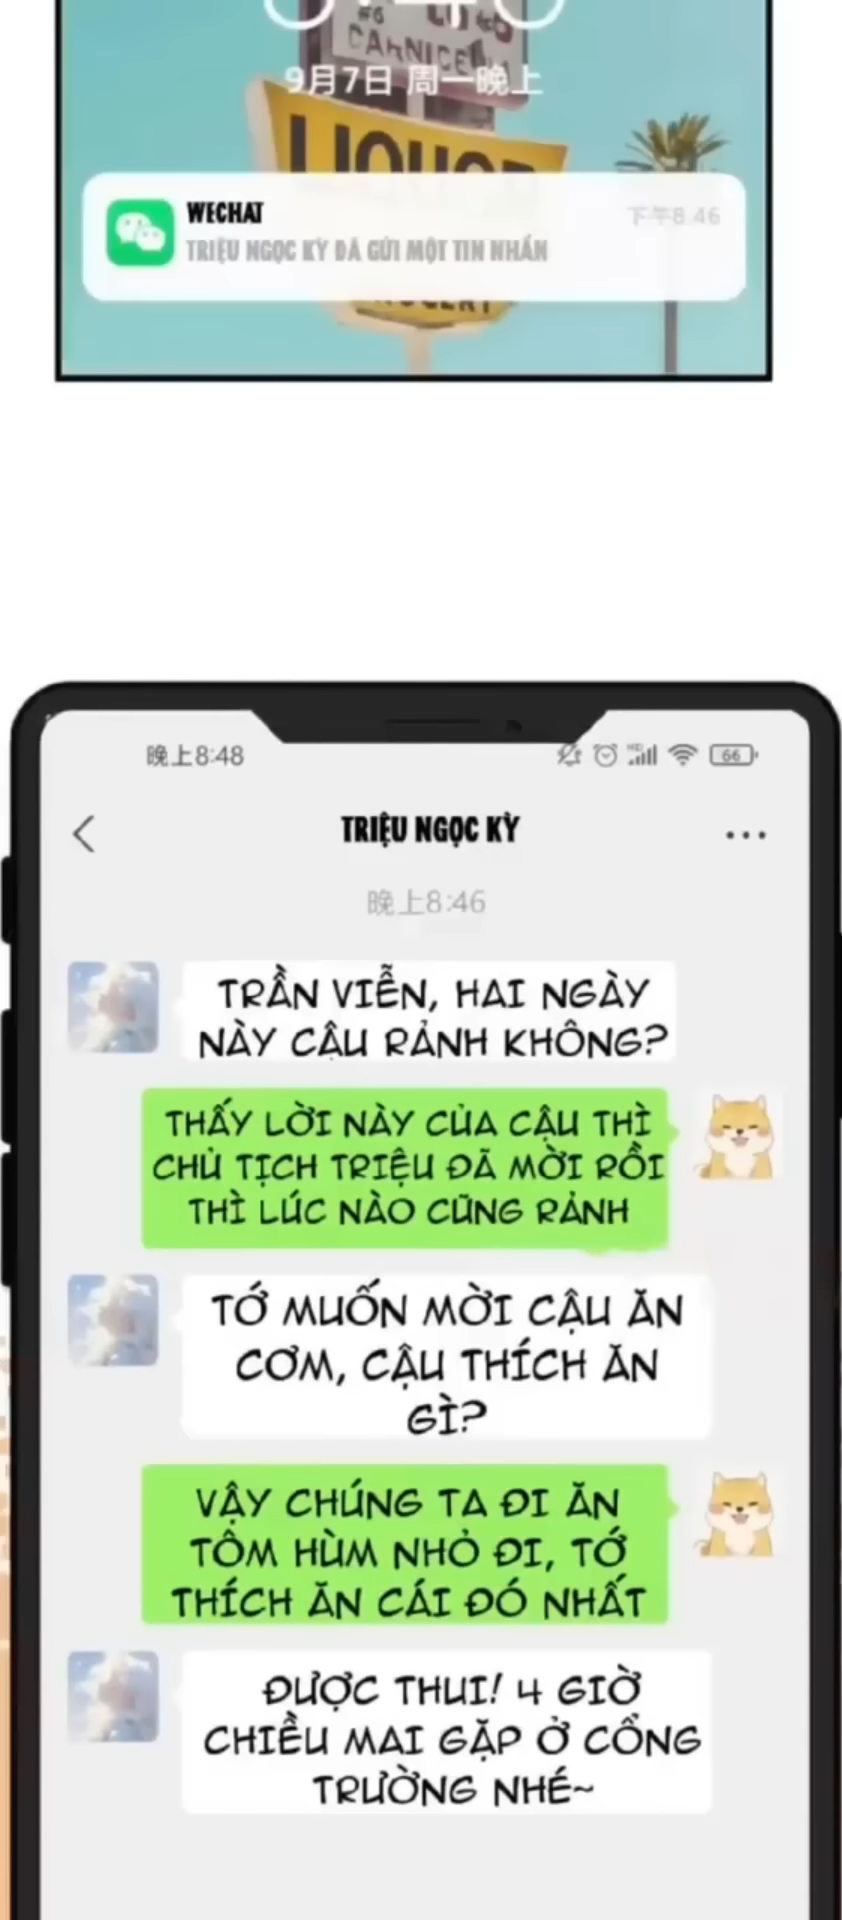 #6
CARNICE
9月7日 周一晚上
LIQUOR
WECHAT
下午8:46
TRIỆU NGỌC KỲ ĐÃ GỬI MỘT TIN NHẮN
晚上8:48
HD
66
TRIỆU NGỌC KỲ
晚上8:46
TRẦN VIỄN, HAI NGÀY
NÀY CẬU RẢNH KHÔNG?
THẤY LỜI NÀY CỦA CẬU THÌ
CHỦ TỊCH TRIỆU ĐÃ MỜI RỒI
THÌ LÚC NÀO CŨNG RẢNH
TỚ MUỐN MỜI CẬU ĂN
CƠM, CẬU THÍCH ĂN
GÌ?
VẬY CHÚNG TA ĐI ĂN
TÔM HÙM NHỎ ĐI, TỚ
THÍCH ĂN CÁI ĐÓ NHẤT
ĐƯỢC THUI! 4 GIỜ
CHIỀU MAI GẶP Ở CỔNG
TRƯỜNG NHÉ~